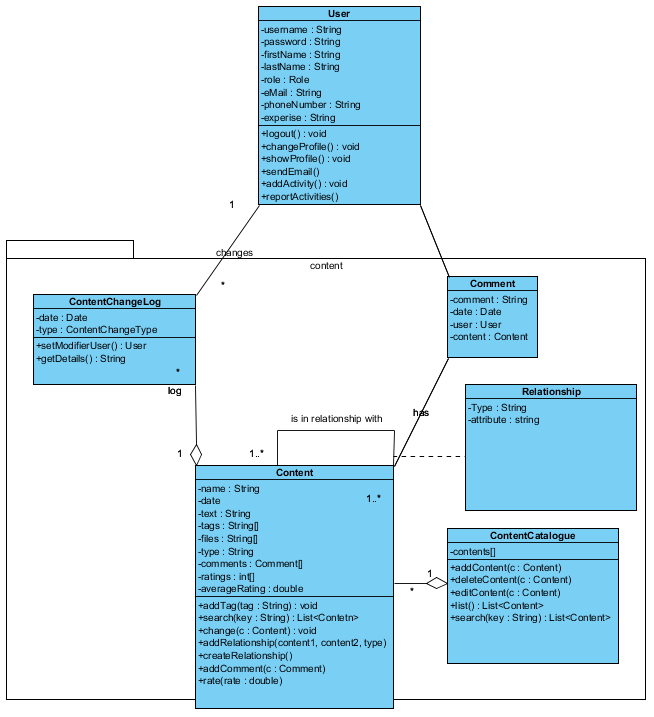 User
-username : String
-password : String
-firstName : String
-lastName : String
-role : Role
-eMail : String
-phoneNumber : String
-experise : String
+logout() : void
+changeProfile() : void
+showProfile() : void
+sendEmail()
+addActivity() : void
+reportActivities()
1
changes
*
content
ContentChangeLog
-date : Date
-type : ContentChangeType
+setModifierUser() : User
+getDetails() : String
*
log
1
Comment
-comment : String
-date : Date
-user : User
-content : Content
has
Relationship
-Type : String
-attribute : string
is in relationship with
1..*
1..*
Content
-name : String
-date
-text : String
-tags : String[]
-files : String[]
-type : String
-comments : Comment[]
-ratings : int[]
-averageRating : double
+addTag(tag : String) : void
+search(key : String) : List<Contetn>
+change(c : Content) : void
+addRelationship(content1, content2, type)
+createRelationship()
+addComment(c : Comment)
+rate(rate : double)
1
*
ContentCatalogue
-contents[]
+addContent(c : Content)
+deleteContent(c : Content)
+editContent(c : Content)
+list() : List<Content>
+search(key : String) : List<Content>